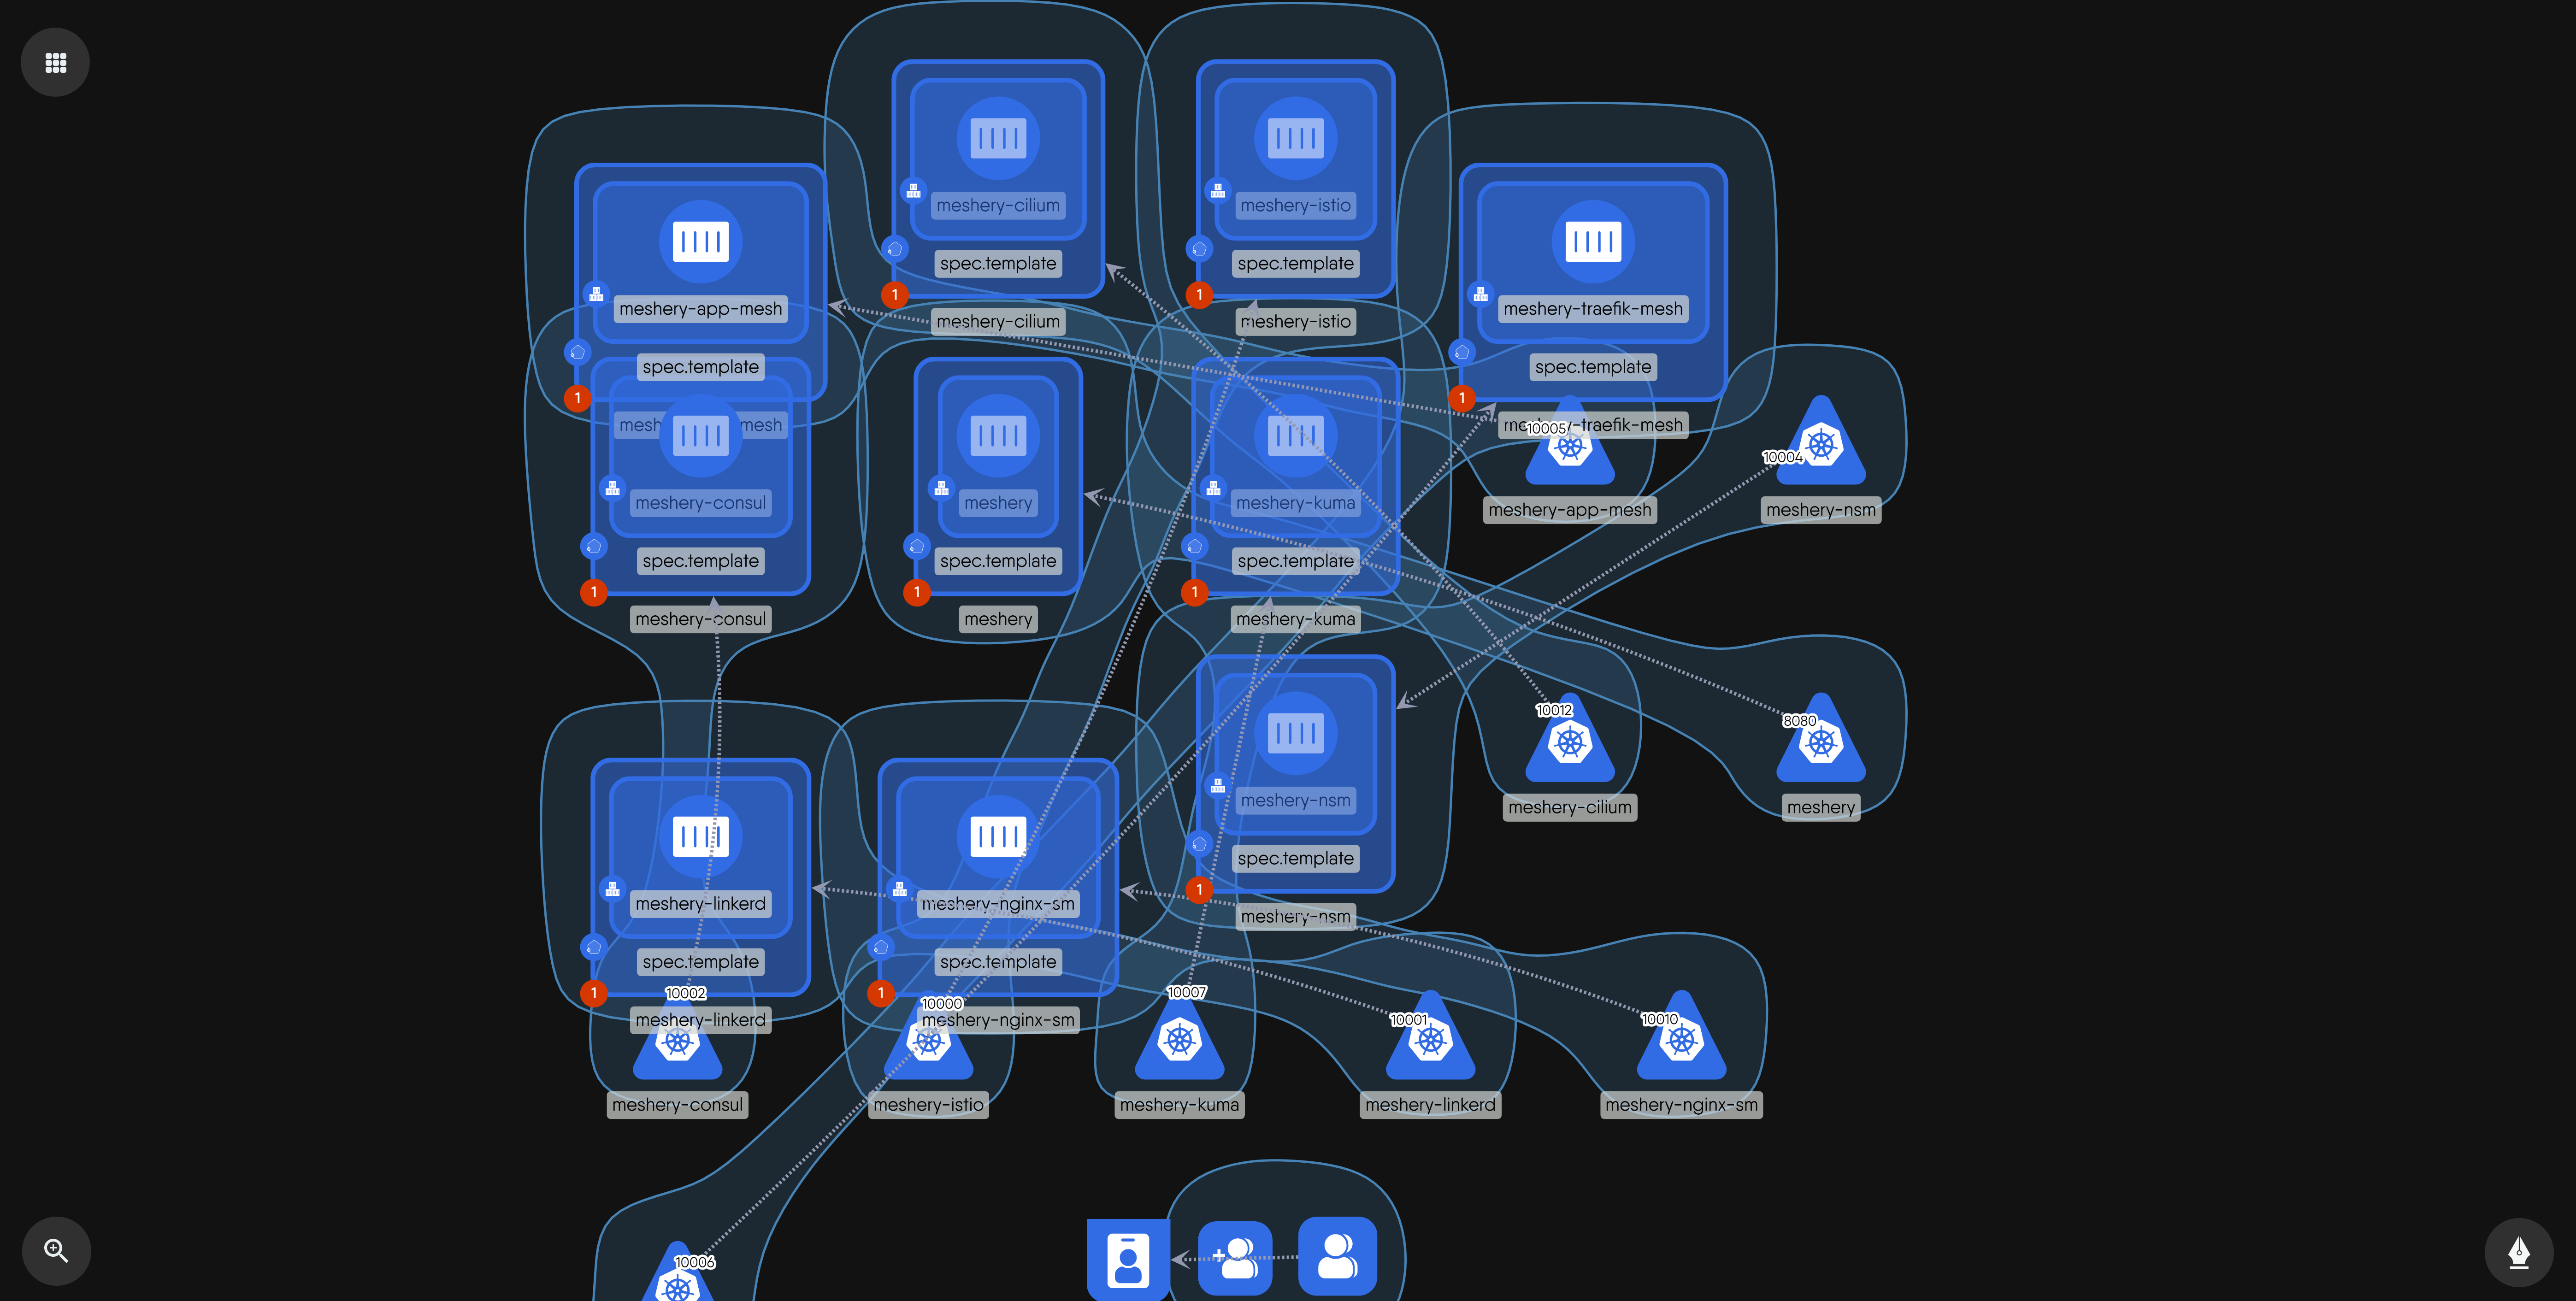 meshery-cilium
spec.template
1
meshery-cilium
meshery-istio
spec.template
1
meshery-istio
meshery-app-mesh
spec.template
1
mesh mesh
meshery-traefik-mesh
spec.template
1
-traefik-mesh
10005
meshery-app-mesh
10004
meshery-nsm
meshery-consul
spec.template
1
meshery-consul
meshery
spec.template
1
meshery
meshery-kuma
spec.template
1
meshery-kuma
meshery-nsm
spec.template
1
meshery-nsm
10012
meshery-cilium
8080
meshery
meshery-linkerd
spec.template
1
meshery-linkerd
meshery-nginx-sm
spec.template
1
meshery-nginx-sm
10002
meshery-consul
10000
meshery-istio
10007
meshery-kuma
10001
meshery-linkerd
10010
meshery-nginx-sm
10006